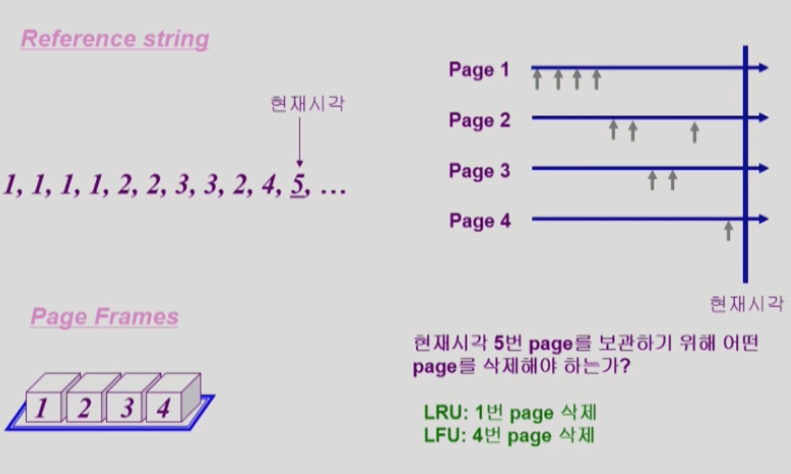 Reference string
현재시각
1, 1, 1, 1, 2, 2, 3, 3, 2, 4, 5, ...
Page Frames
1 2 3 4
Page 1
Page 2
Page 3
Page 4
현재시각
현재시각 5번 page를 보관하기 위해 어떤
page를 삭제해야 하는가?
LRU: 1번 page 삭제
LFU: 4번 page 삭제